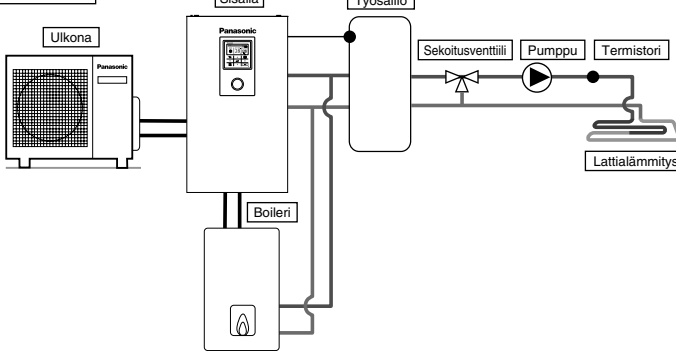 Sisällä
Työsäiliö
Ulkona
Panasonic
Panasonic
Sekoitusventtiili
Pumppu
Termistori
Lattialämmitys
Boileri